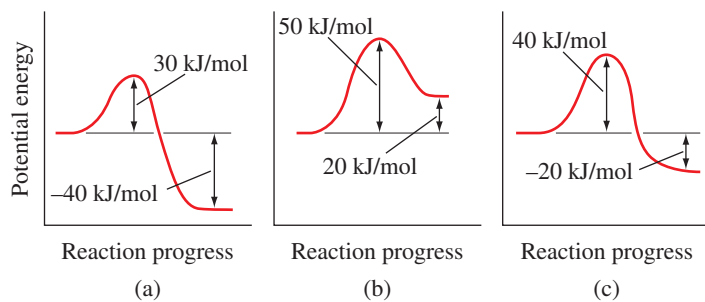 Potential energy
30 kJ/mol
–40 kJ/mol
Reaction progress
(a)
50 kJ/mol
20 kJ/mol
Reaction progress
(b)
40 kJ/mol
–20 kJ/mol
Reaction progress
(c)